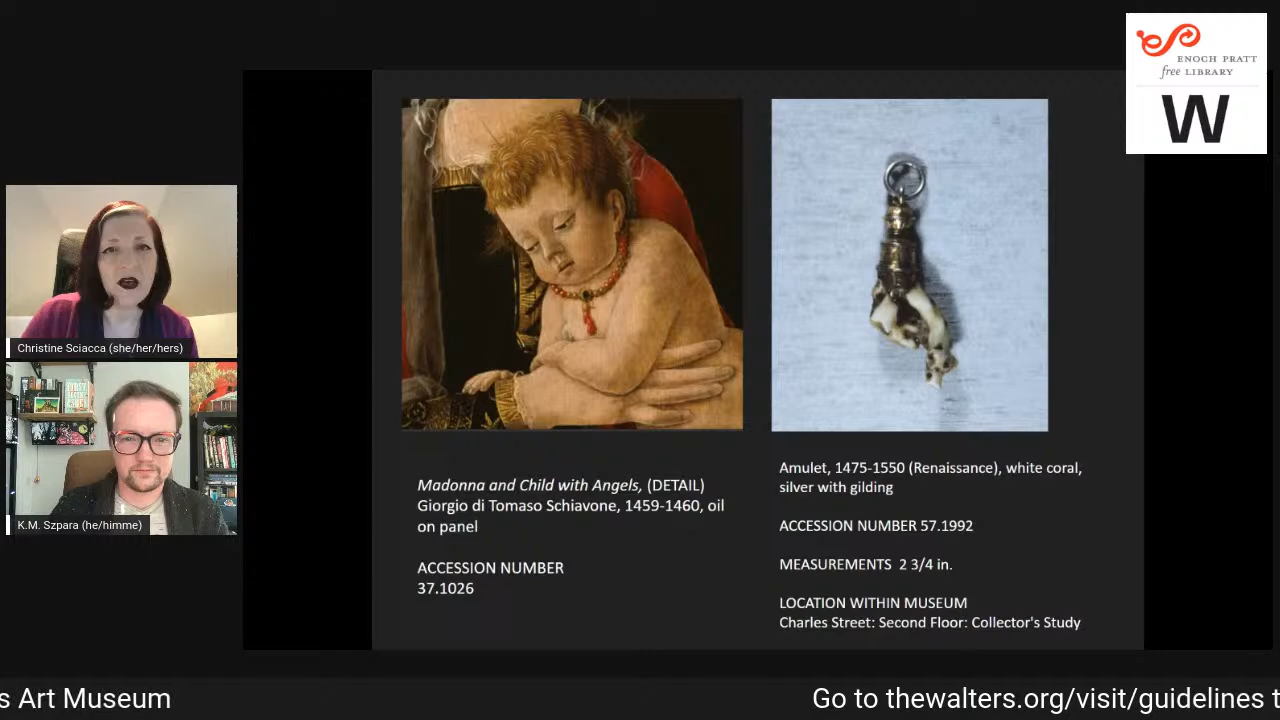 ENOCH PRATT
free LIBRARY
W
Christine Sciacca (she/her/hers)
K.M. Szpara (he/himme)
Madonna and Child with Angels, (DETAIL)
Giorgio di Tomaso Schiavone, 1459-1460, oil
on panel
ACCESSION NUMBER
37.1026
Amulet, 1475-1550 (Renaissance), white coral,
silver with gilding
ACCESSION NUMBER 57.1992
MEASUREMENTS 2 3/4 in.
LOCATION WITHIN MUSEUM
Charles Street: Second Floor: Collector's Study
s Art Museum
Go to thewalters.org/visit/guidelines t